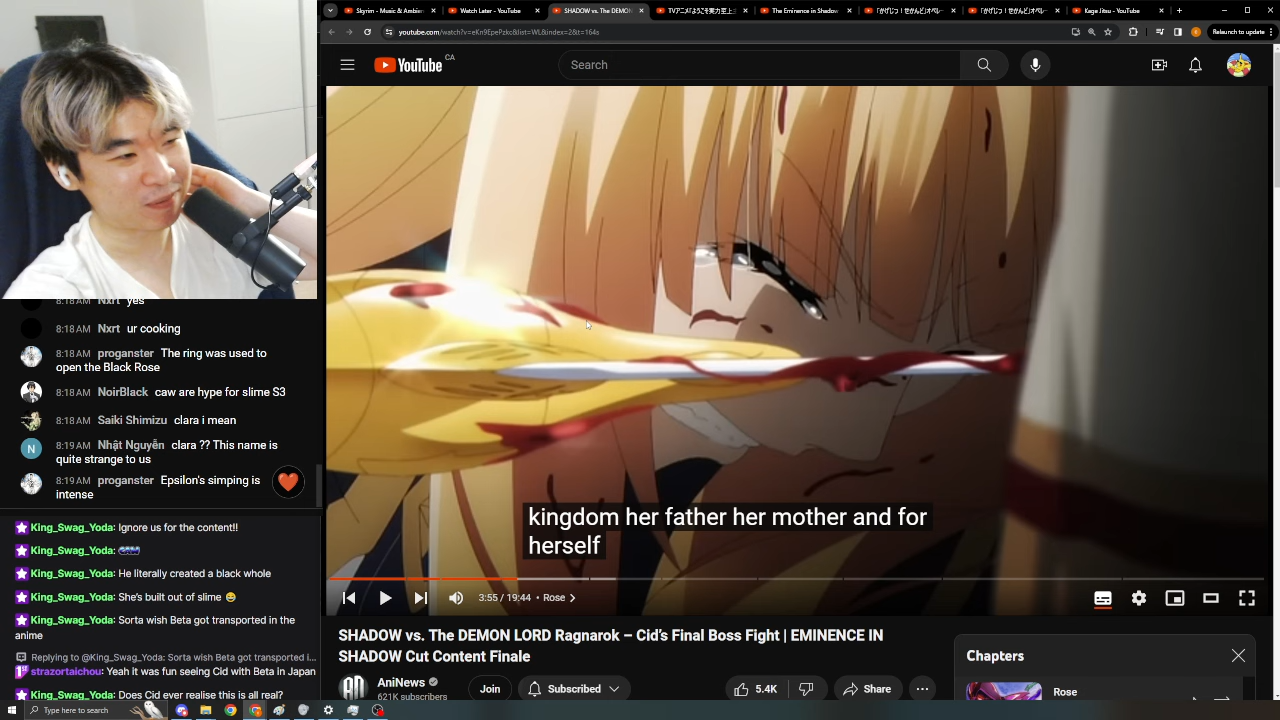 Sigrim - Music & Ambien
Watch Later - YouTube
SHADOW vs. The DEMON
The Eminence in Shadow
Kage Jitsu - YouTube
youtube.com/watch?v=eKn9EpePzkc&list=WL&index=2&t=164s
Relaunch to update
YouTube CA
Search
Nxrt yes
8:18 AM Nxrt ur cooking
8:18 AM proganster The ring was used to
open the Black Rose
8:18 AM NoirBlack caw are hype for slime S3
8:18 AM Saiki Shimizu clara i mean
8:19 AM Nhật Nguyễn clara ?? This name is
quite strange to us
8:19 AM proganster Epsilon's simping is
intense
King_Swag_Yoda: Ignore us for the content!!
King_Swag_Yoda:
King_Swag_Yoda: He literally created a black whole
King_Swag_Yoda: She's built out of slime
King_Swag_Yoda: Sorta wish Beta got transported in the
anime
Replying to @King_Swag_Yoda: Sorta wish Beta got transported i...
strazortaichou: Yeah it was fun seeing Cid with Beta in Japan
King_Swag_Yoda: Does Cid ever realise this is all real?
kingdom her father her mother and for
herself
3:55 / 19:44 • Rose
SHADOW vs. The DEMON LORD Ragnarok – Cid's Final Boss Fight | EMINENCE IN
SHADOW Cut Content Finale
AniNews
621K subscribers
Join
Subscribed
5.4K
Share
Chapters
Rose
Type here to search